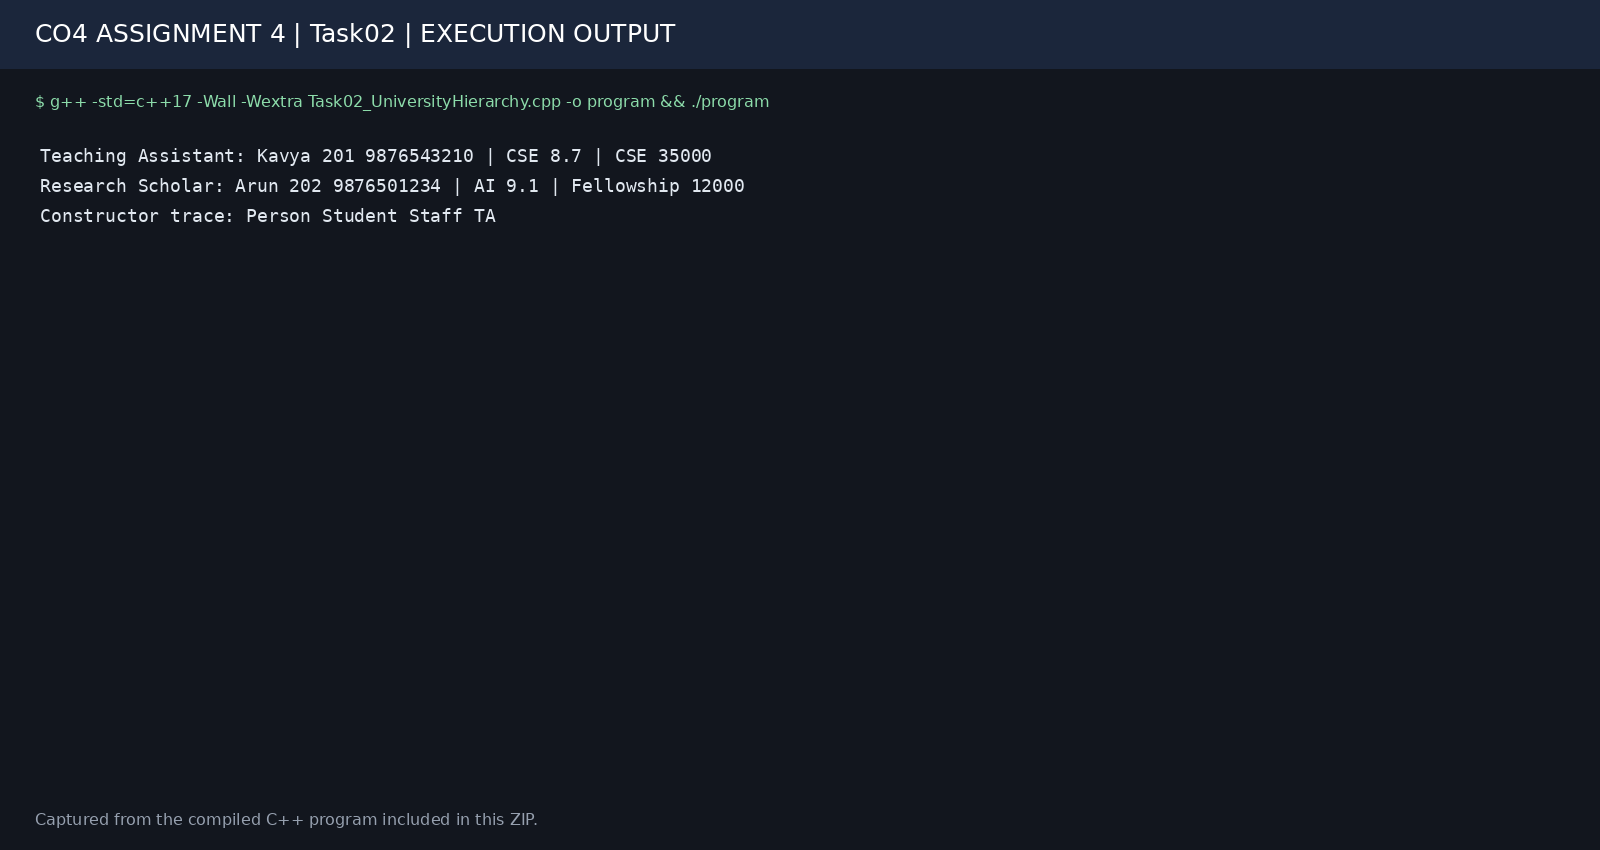 CO4 ASSIGNMENT 4 | Task02 | EXECUTION OUTPUT
$ g++ -std=c++17 -Wall -Wextra Task02_UniversityHierarchy.cpp -o program && ./program
Teaching Assistant: Kavya 201 9876543210 | CSE 8.7 | CSE 35000
Research Scholar: Arun 202 9876501234 | AI 9.1 | Fellowship 12000
Constructor trace: Person Student Staff TA
Captured from the compiled C++ program included in this ZIP.